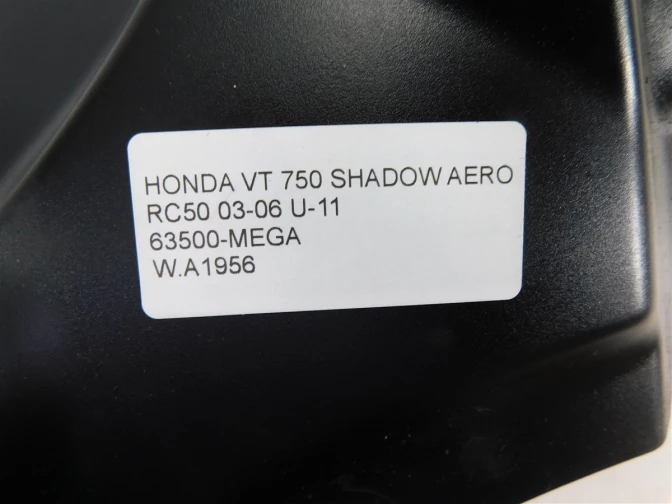 HONDA VT 750 SHADOW AERO
RC50 03-06 U-11
63500-MEGA
W.A1956